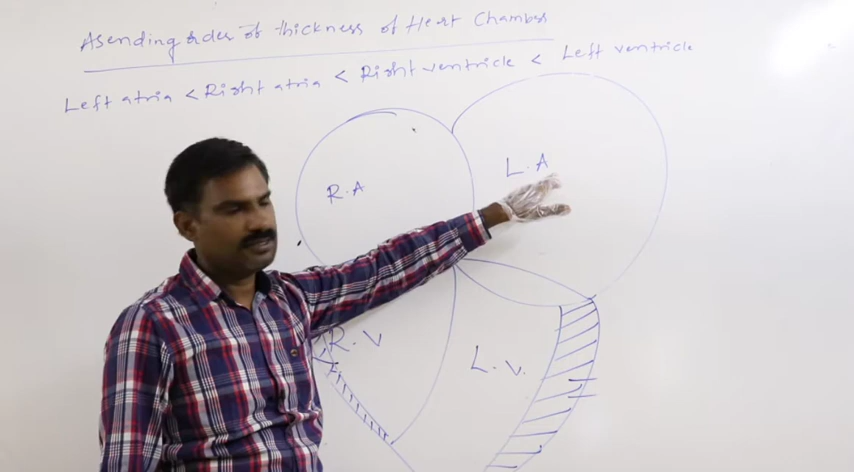 Asending order of thickness of Heart Chambers
Left atria < Right atria < Right ventricle < Left ventricle
R.A
L.A
R.V
L.V.